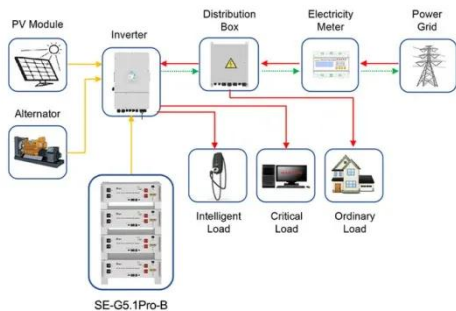 PV Module
Inverter
Distribution
Box
Electricity
Meter
Power
Grid
Alternator
Intelligent
Load
Critical
Load
Ordinary
Load
SE-G5.1Pro-B